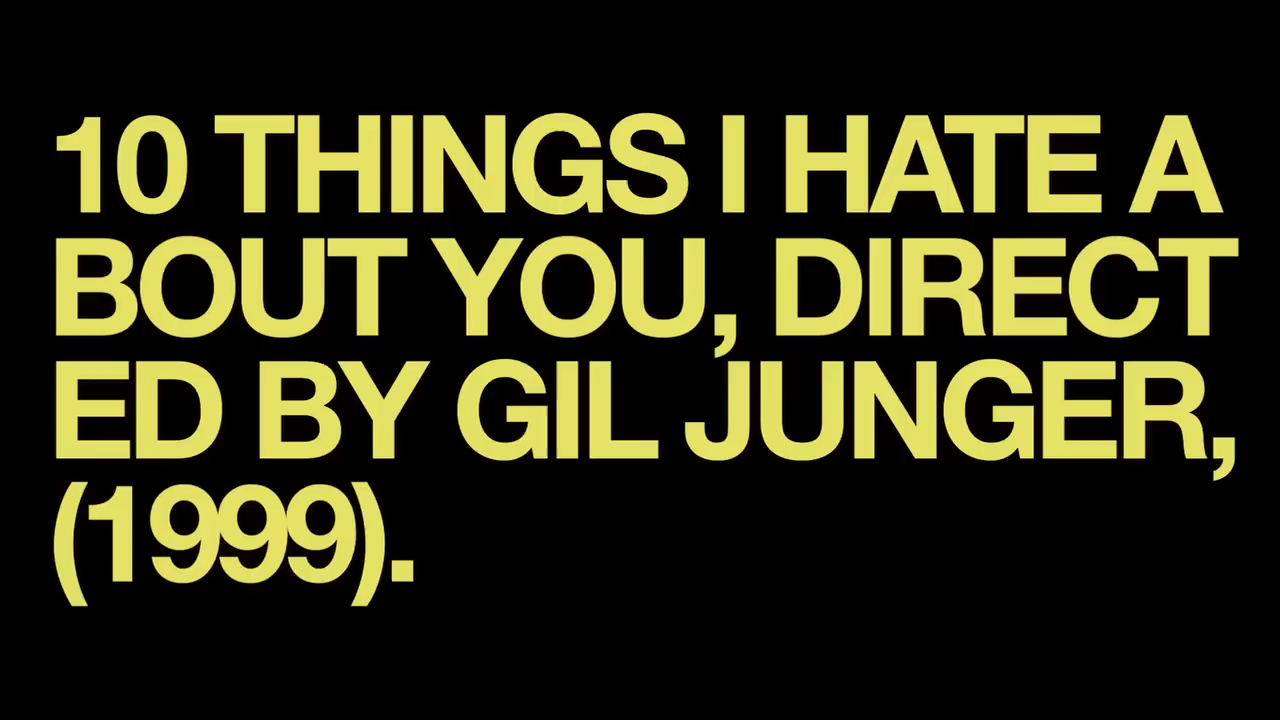 10 THINGS I HATE A
BOUT YOU, DIRECT
ED BY GIL JUNGER,
(1999).